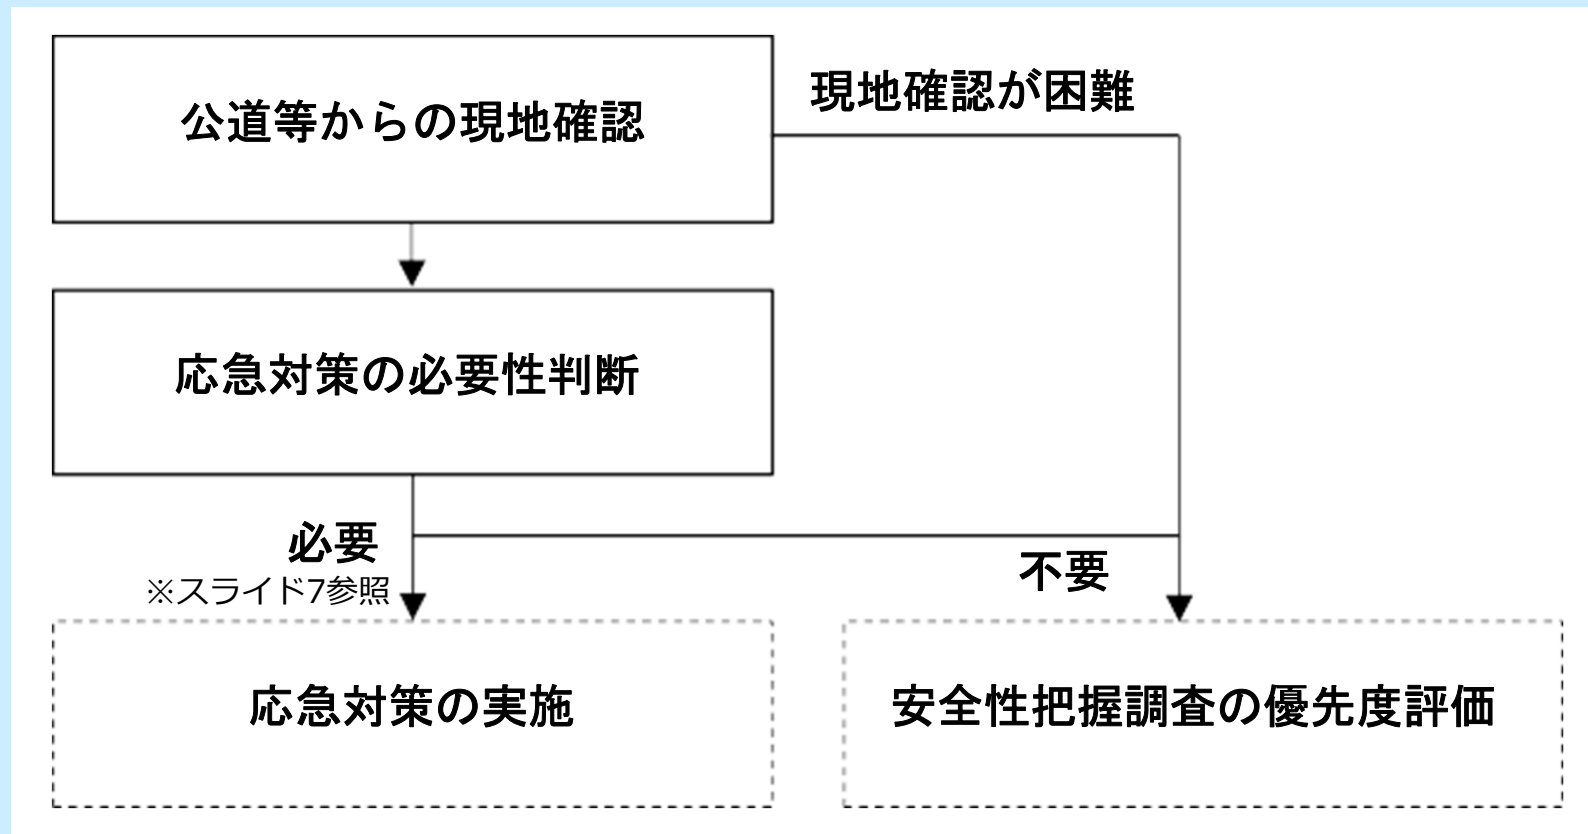 公道等からの現地確認
現地確認が困難
応急対策の必要性判断
必要
※スライド7参照
不要
応急対策の実施
安全性把握調査の優先度評価